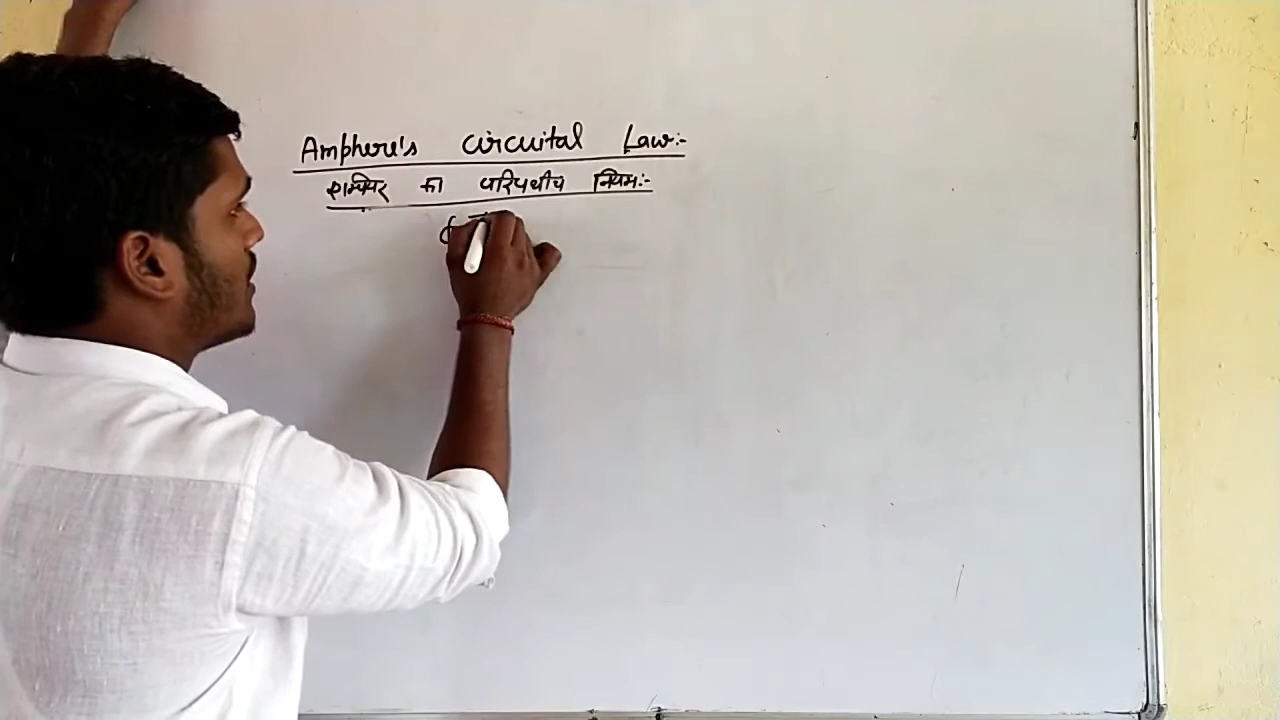 Amphere's circuital Law:-
एम्पियर का परिपथीय नियम:-